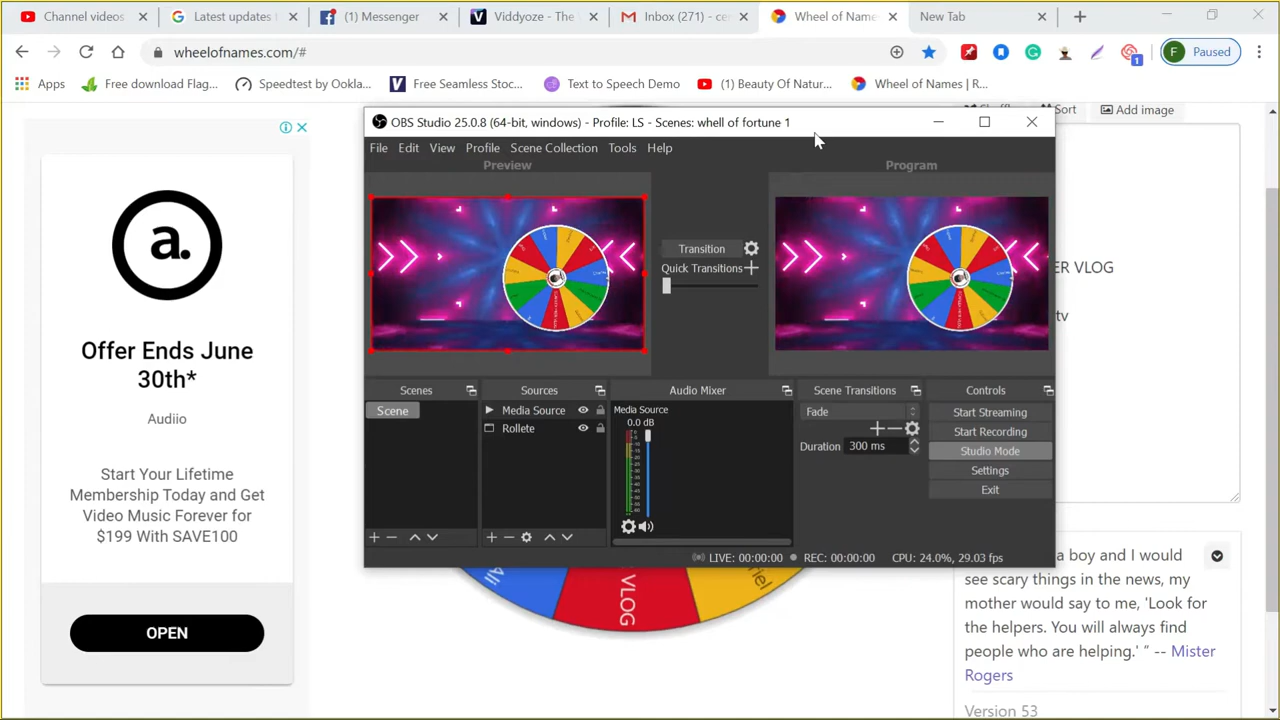 Channel videos
Latest updates
(1) Messenger
Viddyoze - The
Inbox (271) - cer
Wheel of Name
New Tab
wheelofnames.com/#
1
F
Paused
Apps
Free download Flag...
Speedtest by Ookla...
Free Seamless Stoc...
Text to Speech Demo
(1) Beauty Of Natur...
Wheel of Names | R...
Sort
Add image
a.
Offer Ends June
30th*
Audiio
Start Your Lifetime
Membership Today and Get
Video Music Forever for
$199 With SAVE100
OPEN
OBS Studio 25.0.8 (64-bit, windows) - Profile: LS - Scenes: whell of fortune 1
File Edit View Profile Scene Collection Tools Help
Preview
Program
Transition
Quick Transitions
Scenes
Scene
Sources
Media Source
Rollete
Audio Mixer
Media Source
0.0 dB
Scene Transitions
Fade
Duration 300 ms
Controls
Start Streaming
Start Recording
Studio Mode
Settings
Exit
LIVE: 00:00:00 REC: 00:00:00 CPU: 24.0%, 29.03 fps
ER VLOG
tv
VLOG
a boy and I would
see scary things in the news, my
mother would say to me, 'Look for
the helpers. You will always find
people who are helping.' " -- Mister
Rogers
Version 53